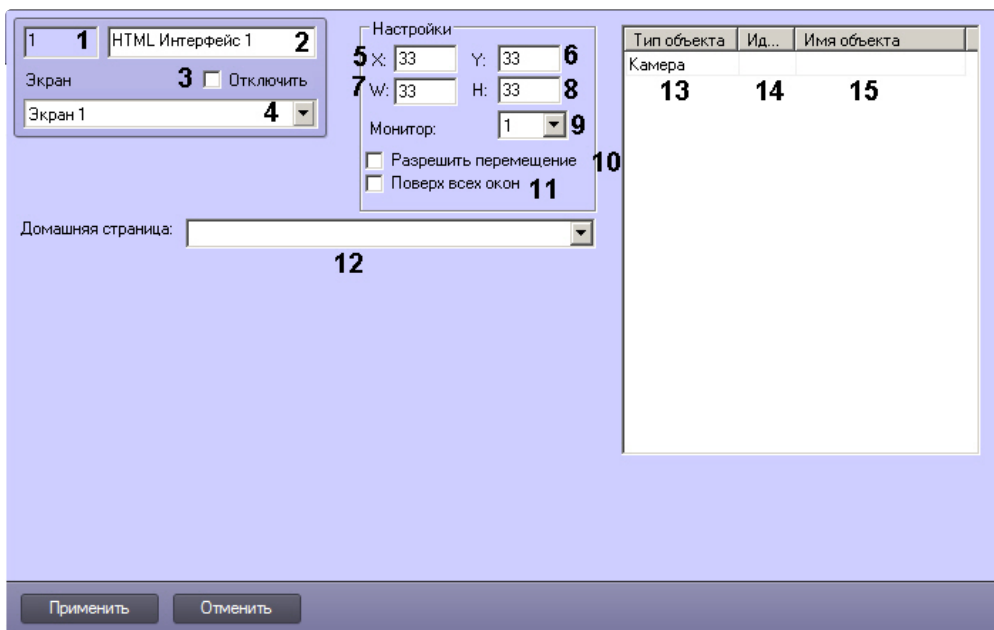 1 1 HTML Интерфейс 1 2
Экран 3 Отключить
Экран 1 4
Настройки
5 X: 33 Y: 33 6
7 W: 33 H: 33 8
Монитор: 1 9
Разрешить перемещение 10
Поверх всех окон 11
Домашняя страница:
12
Тип объекта Ид... Имя объекта
Камера
13 14 15
Применить Отменить